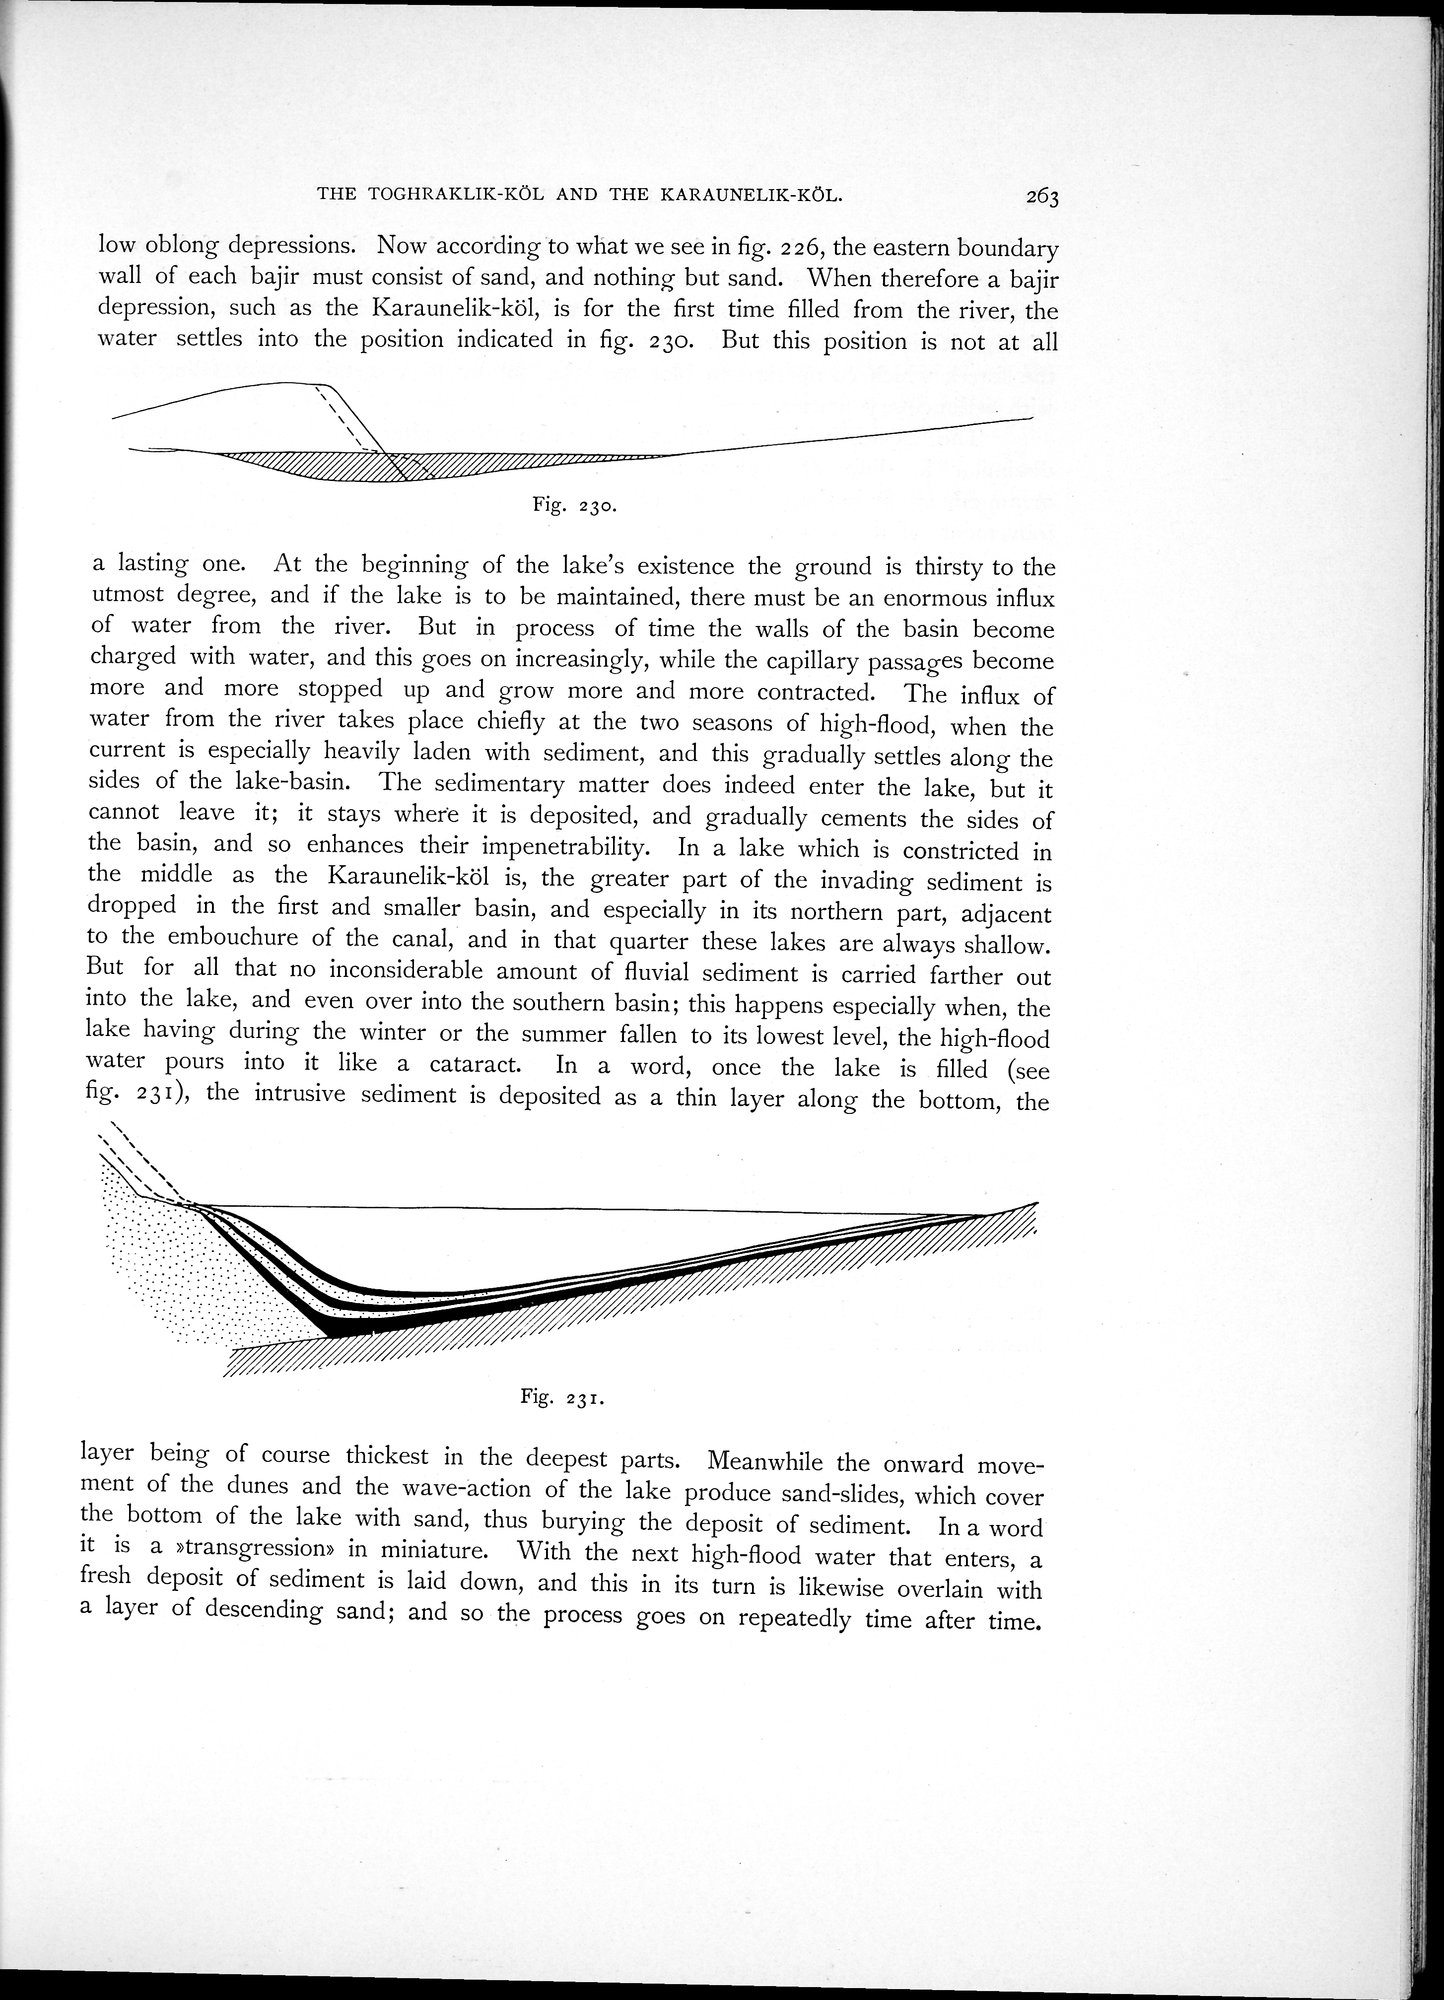 THE TOGHRAKLIK-KÖL AND THE KARAUNELIK-KÖL. 263
low oblong depressions. Now according to what we see in fig. 226, the eastern boundary
wall of each bajir must consist of sand, and nothing but sand. When therefore a bajir
depression, such as the Karaunelik-köl, is for the first time filled from the river, the
water settles into the position indicated in fig. 230. But this position is not at all
Fig. 230.
a lasting one. At the beginning of the lake's existence the ground is thirsty to the
utmost degree, and if the lake is to be maintained, there must be an enormous influx
of water from the river. But in process of time the walls of the basin become
charged with water, and this goes on increasingly, while the capillary passages become
more and more stopped up and grow more and more contracted. The influx of
water from the river takes place chiefly at the two seasons of high-flood, when the
current is especially heavily laden with sediment, and this gradually settles along the
sides of the lake-basin. The sedimentary matter does indeed enter the lake, but it
cannot leave it; it stays where it is deposited, and gradually cements the sides of
the basin, and so enhances their impenetrability. In a lake which is constricted in
the middle as the Karaunelik-köl is, the greater part of the invading sediment is
dropped in the first and smaller basin, and especially in its northern part, adjacent
to the embouchure of the canal, and in that quarter these lakes are always shallow.
But for all that no inconsiderable amount of fluvial sediment is carried farther out
into the lake, and even over into the southern basin; this happens especially when, the
lake having during the winter or the summer fallen to its lowest level, the high-flood
water pours into it like a cataract. In a word, once the lake is filled (see
fig. 231), the intrusive sediment is deposited as a thin layer along the bottom, the
Fig. 231.
layer being of course thickest in the deepest parts. Meanwhile the onward move-
ment of the dunes and the wave-action of the lake produce sand-slides, which cover
the bottom of the lake with sand, thus burying the deposit of sediment. In a word
it is a »transgression» in miniature. With the next high-flood water that enters, a
fresh deposit of sediment is laid down, and this in its turn is likewise overlain with
a layer of descending sand; and so the process goes on repeatedly time after time.